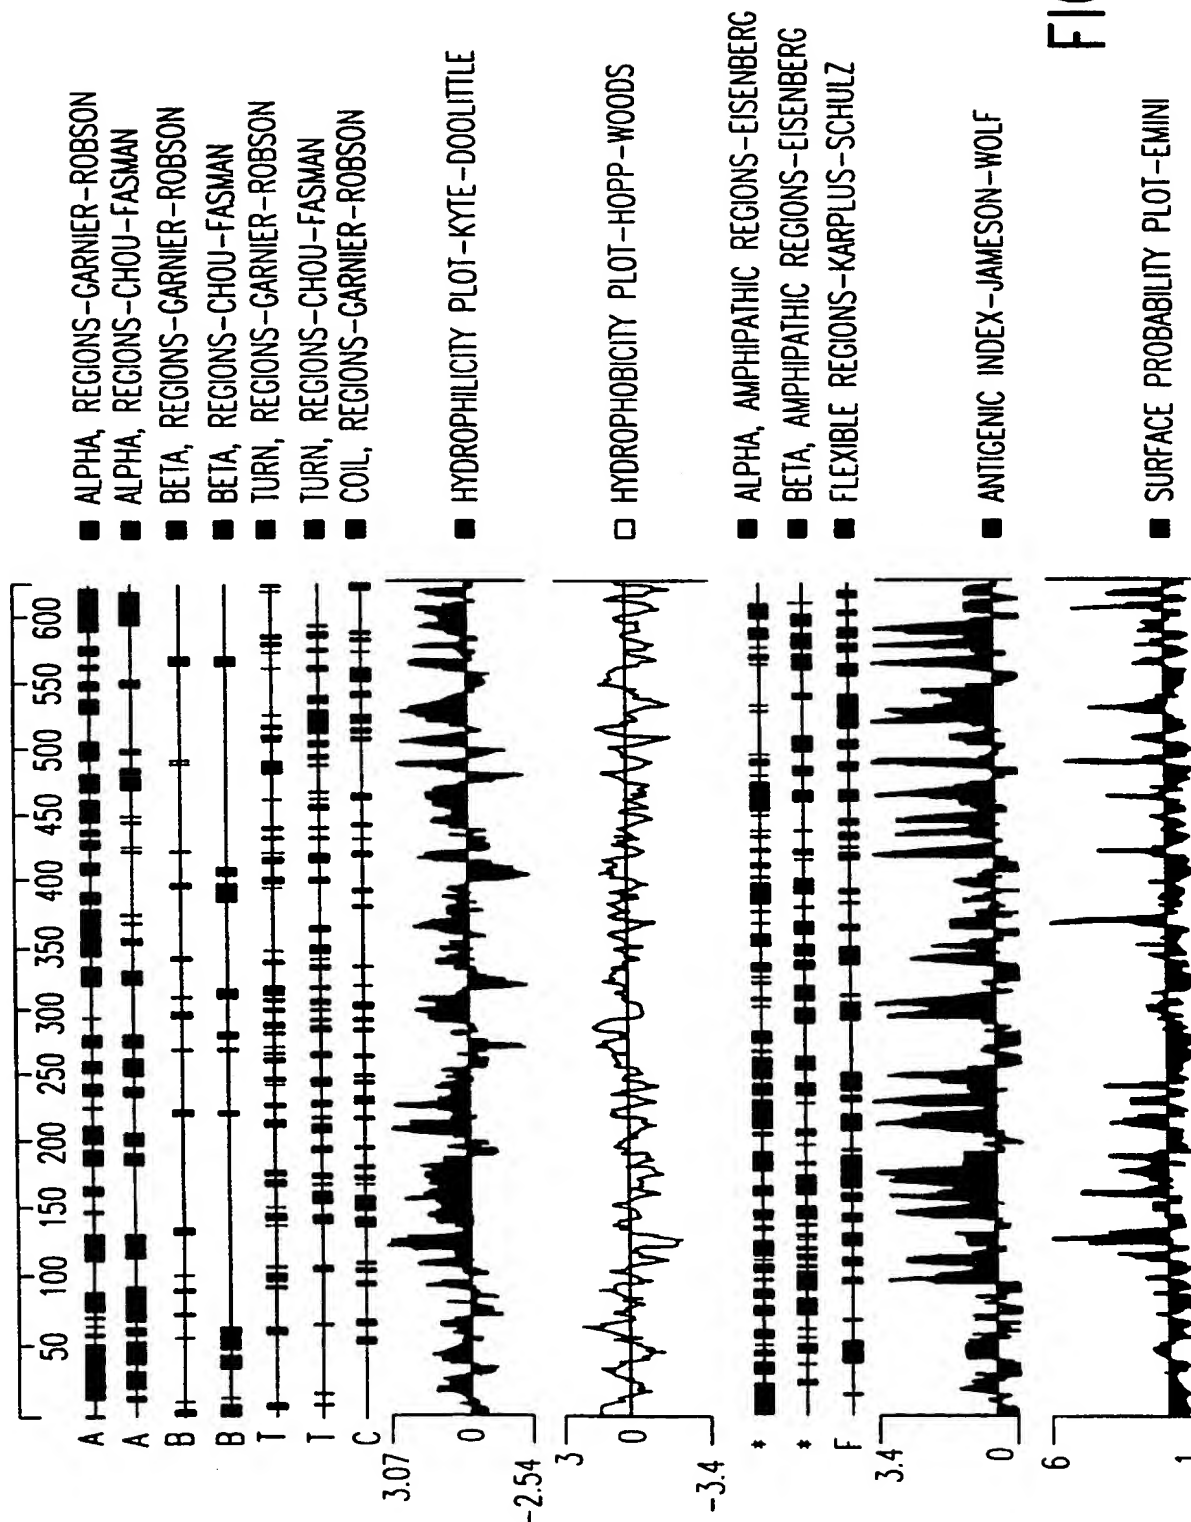 50 100 150 200 250 300 350 400 450 500 550 600
A ALPHA, REGIONS-GARNIER-ROBSON
A ALPHA, REGIONS-CHOU-FASMAN
B BETA, REGIONS-GARNIER-ROBSON
B BETA, REGIONS-CHOU-FASMAN
T TURN, REGIONS-GARNIER-ROBSON
T TURN, REGIONS-CHOU-FASMAN
C COIL, REGIONS-GARNIER-ROBSON
3.07
0 HYDROPHILICITY PLOT-KYTE-DOOLITTLE
-2.54
3
0 HYDROPHOBICITY PLOT-HOPP-WOODS
-3.4
* ALPHA, AMPHIPATHIC REGIONS-EISENBERG
* BETA, AMPHIPATHIC REGIONS-EISENBERG
F FLEXIBLE REGIONS-KARPLUS-SCHULZ
3.4
ANTIGENIC INDEX-JAMESON-WOLF
0
6
SURFACE PROBABILITY PLOT-EMINI
1